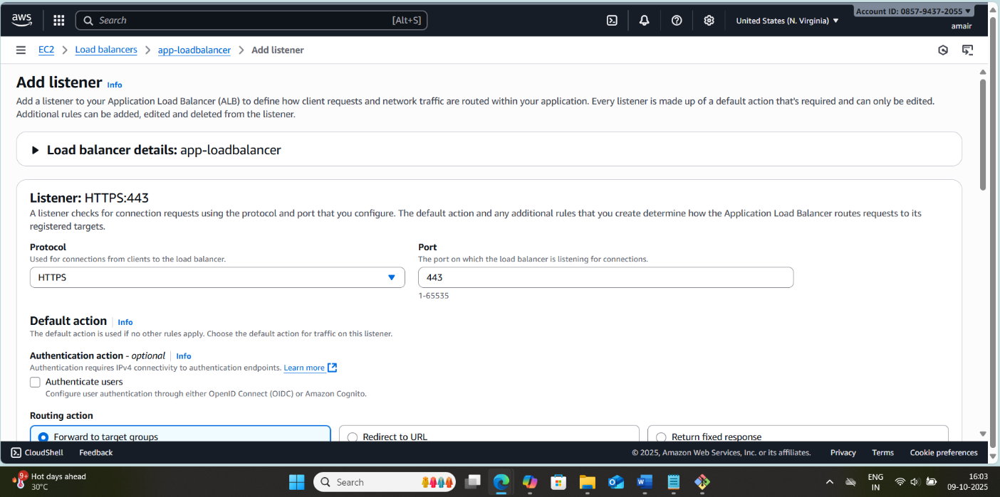 aws
Search
[Alt+S]
United States (N. Virginia)
Account ID: 0857-9437-2055
amair
EC2
Load balancers
app-loadbalancer
Add listener
Add listener Info
Add a listener to your Application Load Balancer (ALB) to define how client requests and network traffic are routed within your application. Every listener is made up of a default action that's required and can only be edited.
Additional rules can be added, edited and deleted from the listener.
Load balancer details: app-loadbalancer
Listener: HTTPS:443
A listener checks for connection requests using the protocol and port that you configure. The default action and any additional rules that you create determine how the Application Load Balancer routes requests to its
registered targets.
Protocol
Used for connections from clients to the load balancer.
HTTPS
Port
The port on which the load balancer is listening for connections.
443
1-65535
Default action Info
The default action is used if no other rules apply. Choose the default action for traffic on this listener.
Authentication action - optional Info
Authentication requires IPv4 connectivity to authentication endpoints. Learn more
Authenticate users
Configure user authentication through either OpenID Connect (OIDC) or Amazon Cognito.
Routing action
Forward to target groups
Redirect to URL
Return fixed response
CloudShell
Feedback
© 2025, Amazon Web Services, Inc. or its affiliates.
Privacy
Terms
Cookie preferences
9+
Hot days ahead
30°C
Search
ENG
IN
16:03
09-10-2025